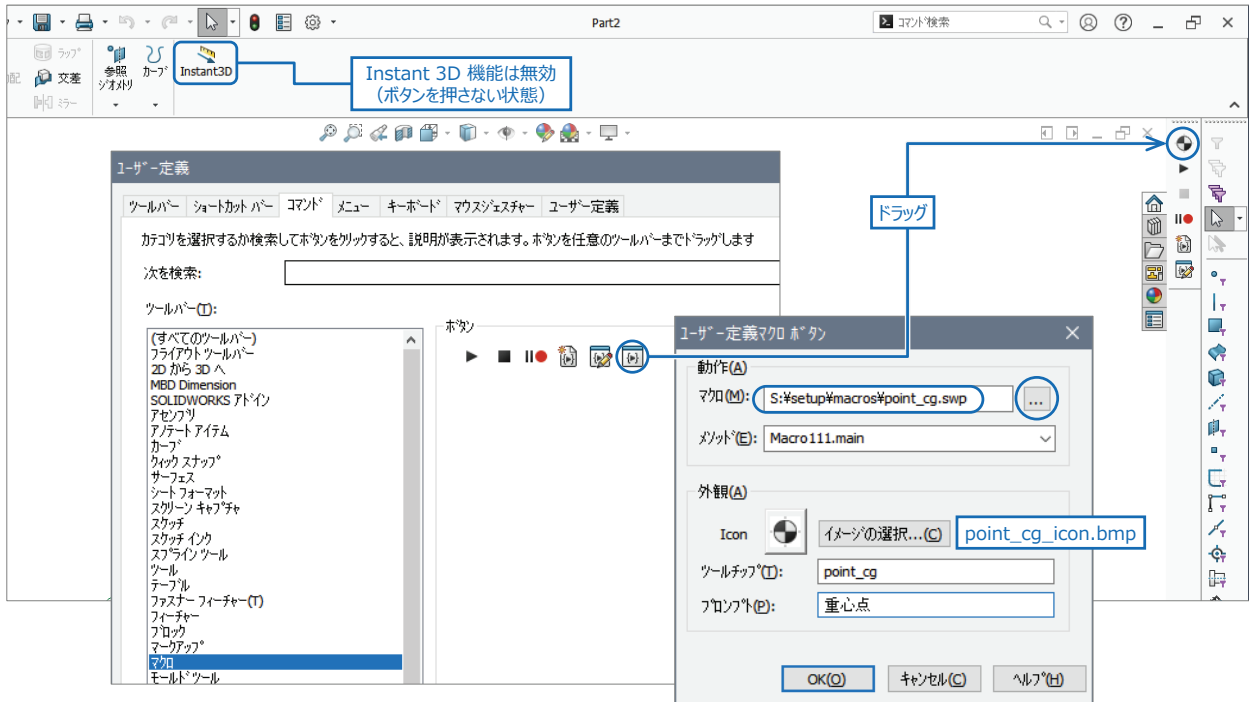 Part2
コマンド検索
ラップ
交差
ミラー
参照
ジオメトリ
カーブ
Instant3D
Instant 3D 機能は無効
（ボタンを押さない状態）
ドラッグ
ユーザー定義
ツールバー ショートカット バー コマンド メニュー キーボード マウスジェスチャー ユーザー定義
カテゴリを選択するか検索してボタンをクリックすると、説明が表示されます。ボタンを任意のツールバーまでドラッグします
次を検索:
ツールバー(T):
(すべてのツールバー)
フライアウト ツールバー
2D から 3D へ
MBD Dimension
SOLIDWORKS アドイン
アセンブリ
アノテート アイテム
カーブ
クイック スナップ
サーフェス
シート フォーマット
スクリーン キャプチャ
スケッチ
スケッチ インク
スプライン ツール
ツール
テーブル
ファスナー フィーチャー(T)
フィーチャー
ブロック
マークアップ
マクロ
モールド ツール
ボタン
ユーザー定義マクロ ボタン
動作(A)
マクロ(M): S:¥setup¥macros¥point_cg.swp ...
メソッド(E): Macro111.main
外観(A)
Icon イメージの選択...(C) point_cg_icon.bmp
ツールチップ(T): point_cg
プロンプト(P): 重心点
OK(O) キャンセル(C) ヘルプ(H)